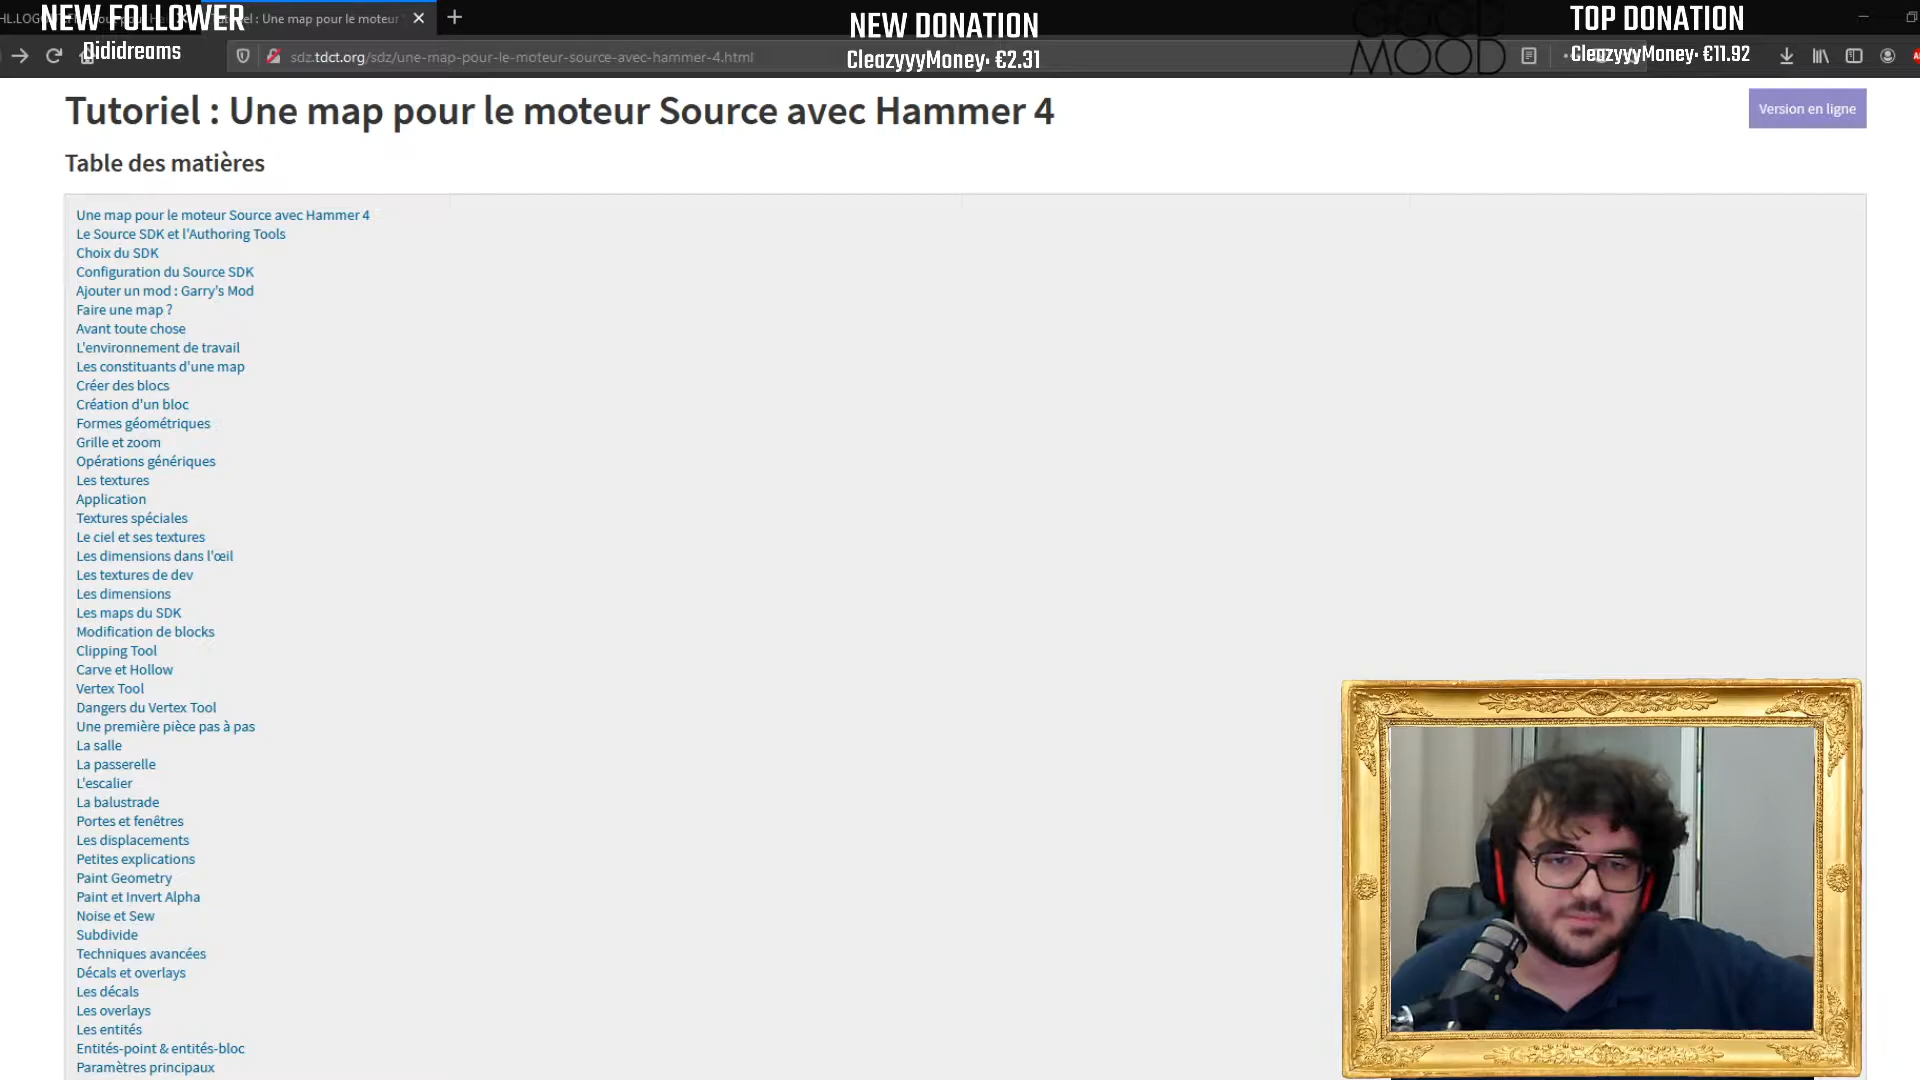 NEW FOLLOWER
Dididreams
NEW DONATION
CleazyyyMoney: €2.31
GOOD
MOOD
TOP DONATION
CleazyyyMoney: €11.92
Tutoriel : Une map pour le moteur
sdz.tdct.org/sdz/une-map-pour-le-moteur-source-avec-hammer-4.html
Tutoriel : Une map pour le moteur Source avec Hammer 4
Version en ligne
Table des matières
Une map pour le moteur Source avec Hammer 4
Le Source SDK et l'Authoring Tools
Choix du SDK
Configuration du Source SDK
Ajouter un mod : Garry's Mod
Faire une map ?
Avant toute chose
L'environnement de travail
Les constituants d'une map
Créer des blocs
Création d'un bloc
Formes géométriques
Grille et zoom
Opérations génériques
Les textures
Application
Textures spéciales
Le ciel et ses textures
Les dimensions dans l'œil
Les textures de dev
Les dimensions
Les maps du SDK
Modification de blocks
Clipping Tool
Carve et Hollow
Vertex Tool
Dangers du Vertex Tool
Une première pièce pas à pas
La salle
La passerelle
L'escalier
La balustrade
Portes et fenêtres
Les displacements
Petites explications
Paint Geometry
Paint et Invert Alpha
Noise et Sew
Subdivide
Techniques avancées
Décals et overlays
Les décals
Les overlays
Les entités
Entités-point & entités-bloc
Paramètres principaux